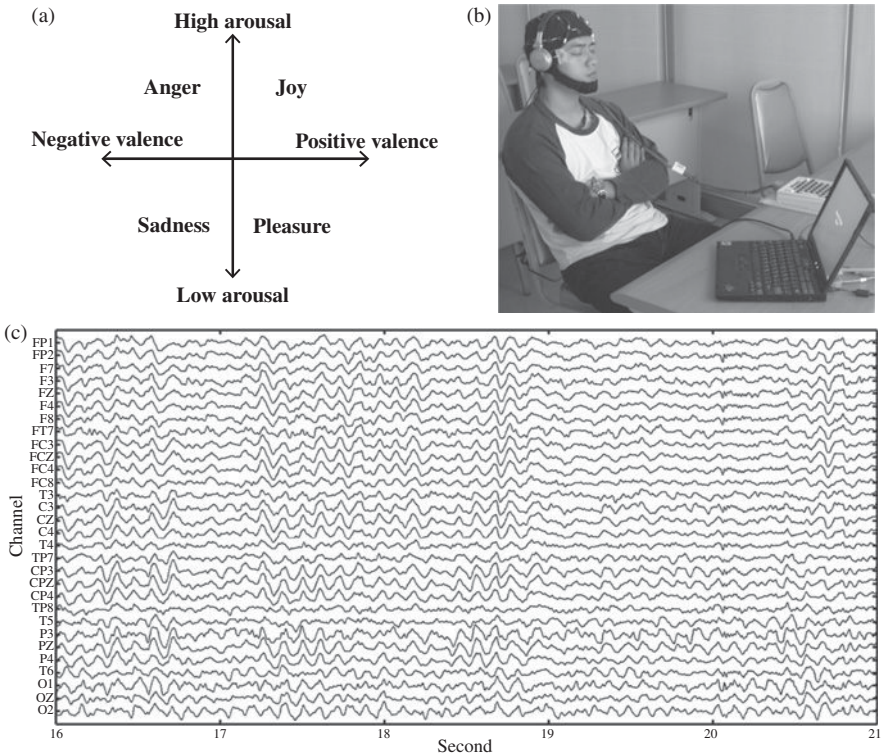 (a)
High arousal
Anger Joy
Negative valence Positive valence
Sadness Pleasure
Low arousal
(b)
(c)
Channel
FP1
FP2
F7
F3
FZ
F4
F8
FT7
FC3
FCZ
FC4
FC8
T3
C3
CZ
C4
T4
TP7
CP3
CPZ
CP4
TP8
T5
P3
PZ
P4
T6
O1
OZ
O2
16 17 18 19 20 21
Second